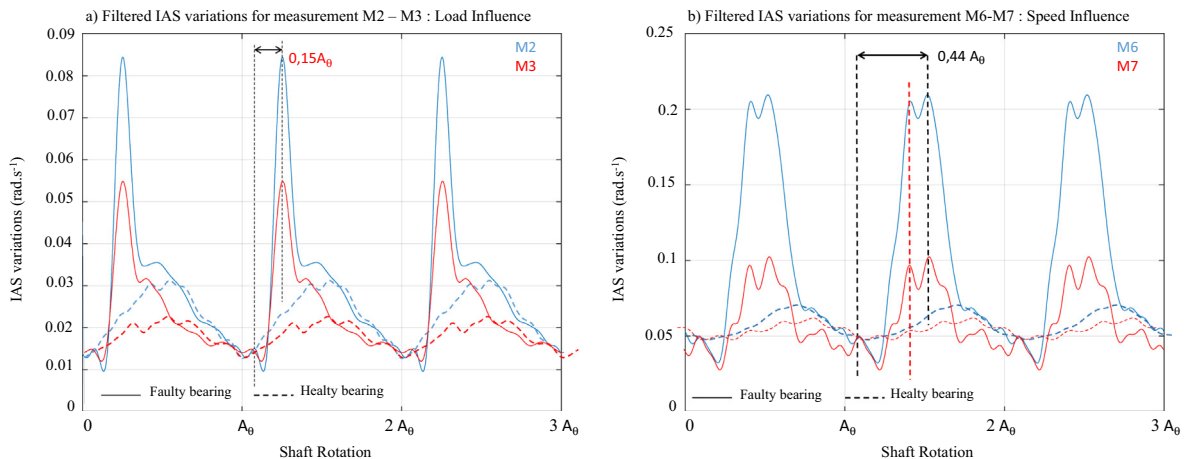 a) Filtered IAS variations for measurement M2 – M3 : Load Influence
0.09
0.08
0.07
0.06
0.05
0.04
0.03
0.02
0.01
0
IAS variations (rad.s-1)
M2
M3
0,15Aθ
Faulty bearing
Healty bearing
0
Aθ
2 Aθ
3 Aθ
Shaft Rotation
b) Filtered IAS variations for measurement M6-M7 : Speed Influence
0.25
0.2
0.15
0.1
0.05
0
IAS variations (rad.s-1)
M6
M7
0,44 Aθ
Faulty bearing
Healty bearing
0
Aθ
2 Aθ
3 Aθ
Shaft Rotation